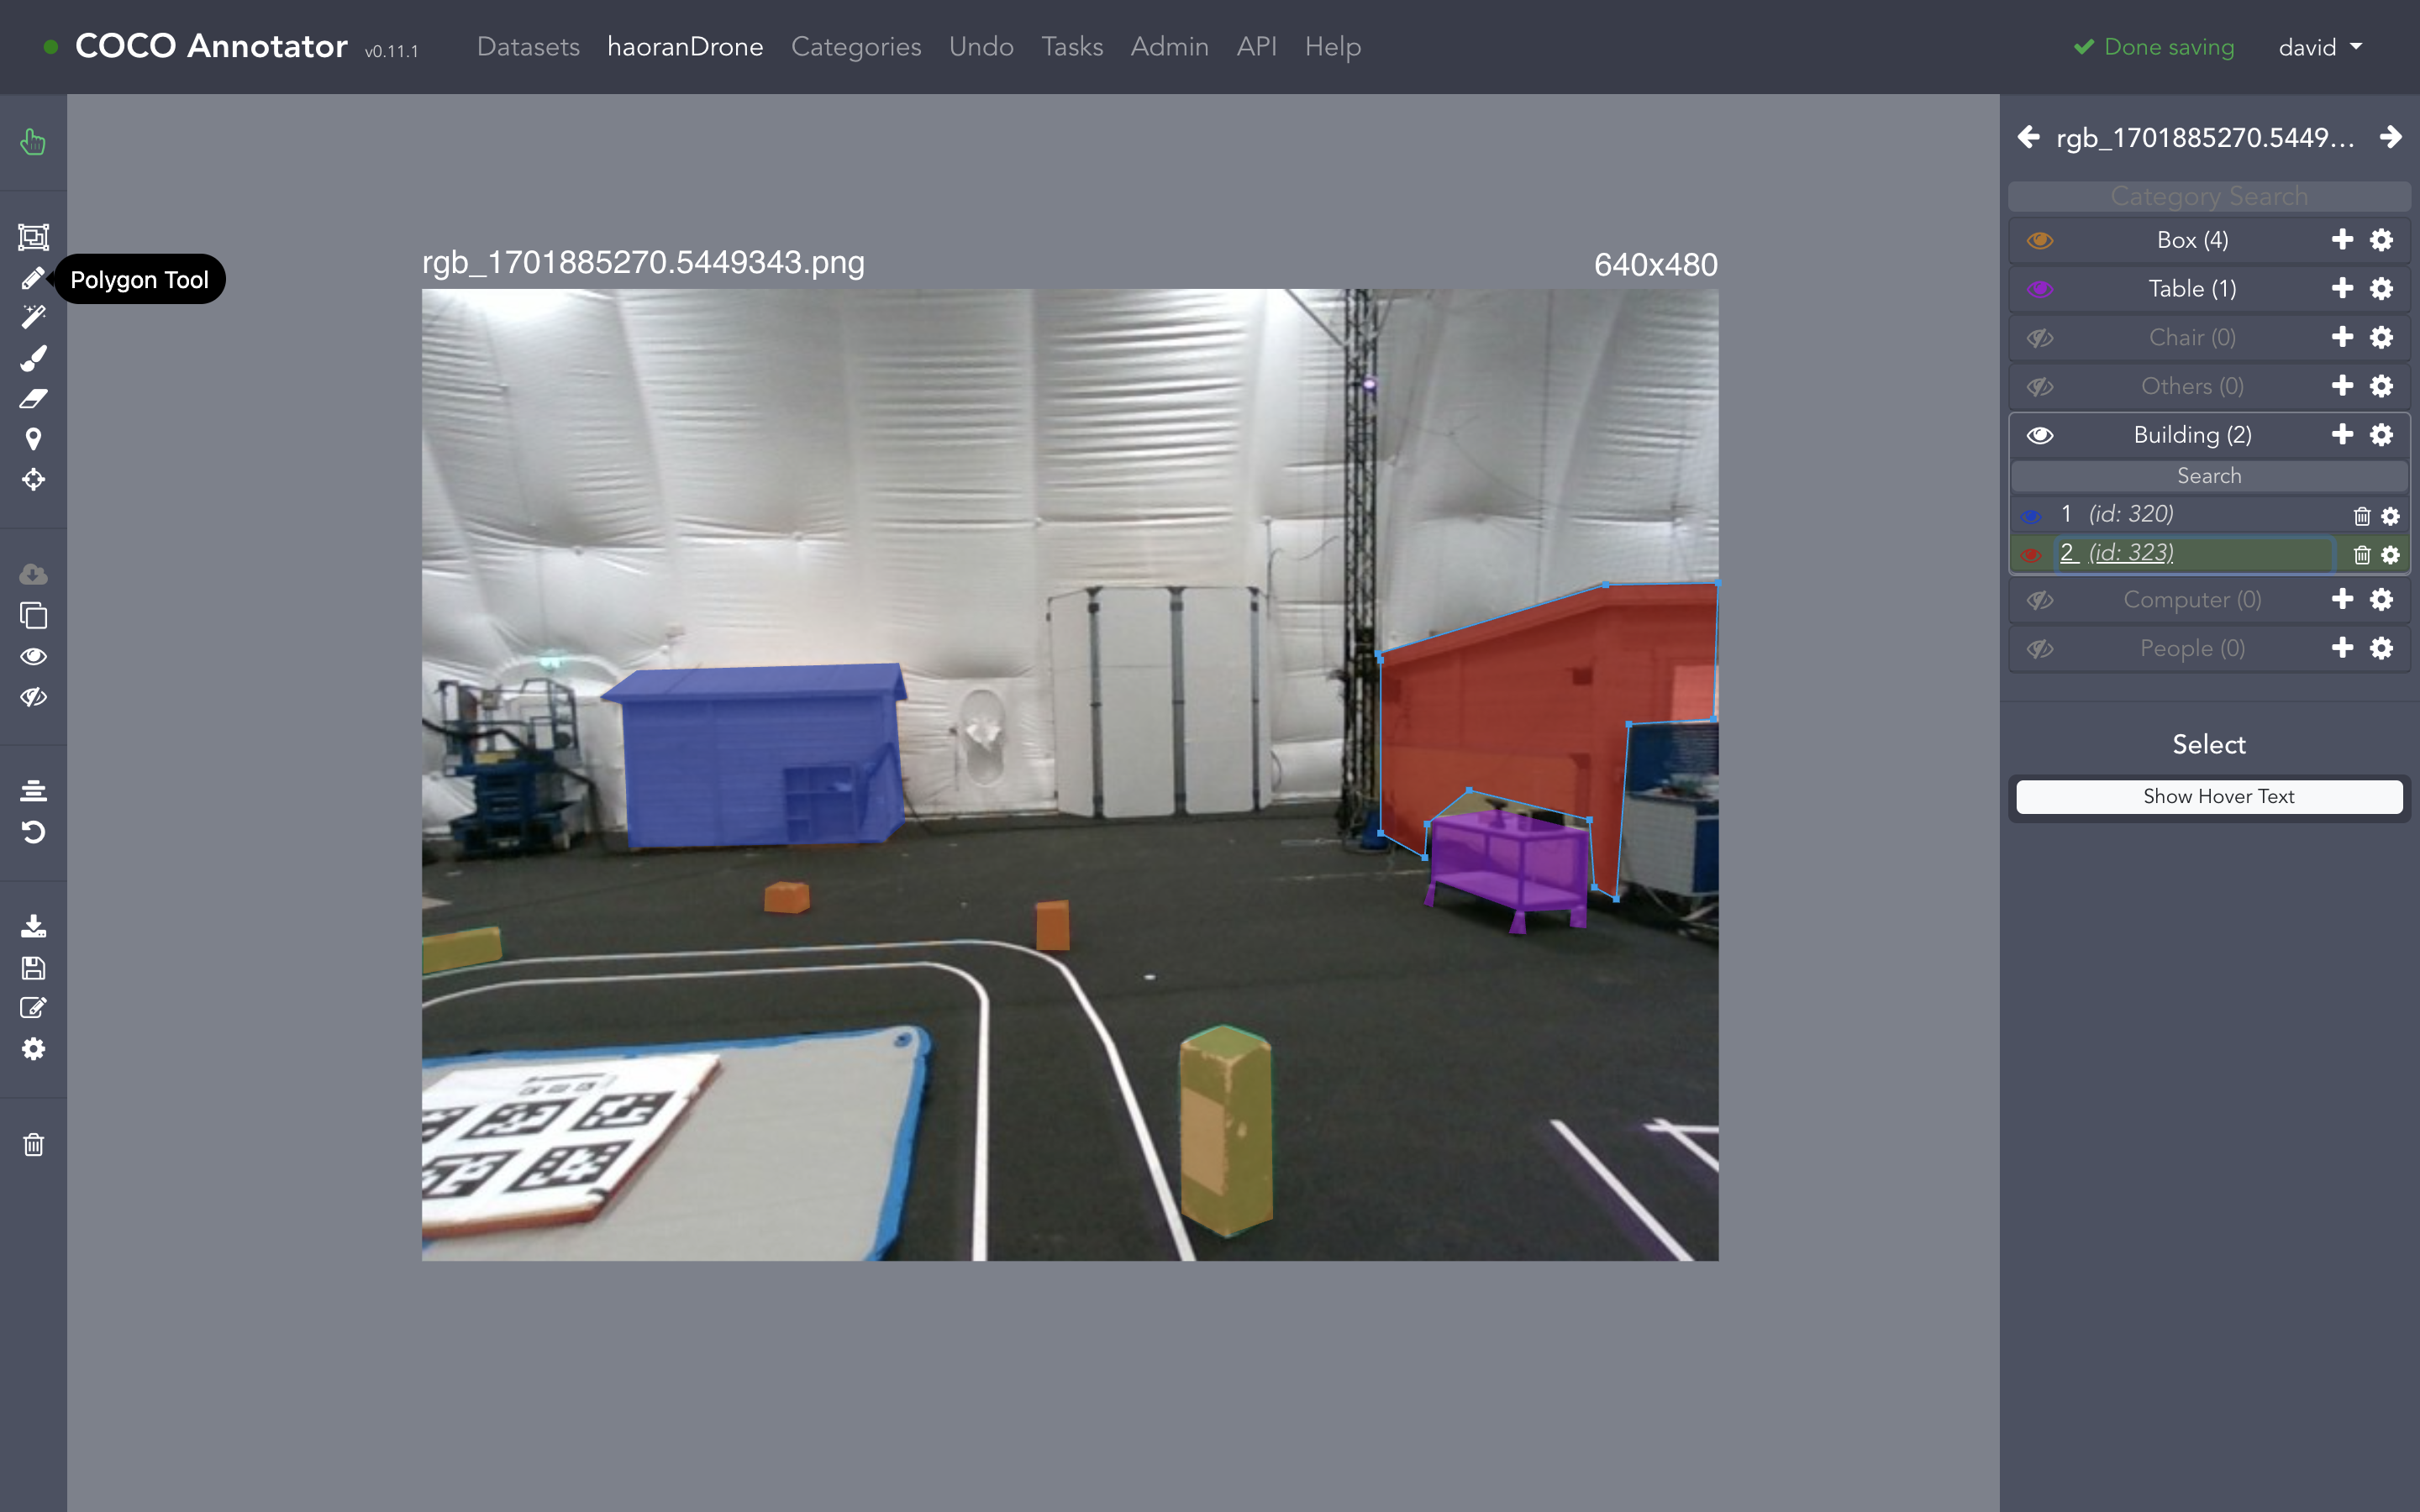 COCO Annotator v0.11.1 Datasets haoranDrone Categories Undo Tasks Admin API Help Done saving david
rgb_1701885270.5449...
Category Search
Polygon Tool
rgb_1701885270.5449343.png 640x480
Box (4)
Table (1)
Chair (0)
Others (0)
Building (2)
Search
1 (id: 320)
2 (id: 323)
Computer (0)
People (0)
Select
Show Hover Text